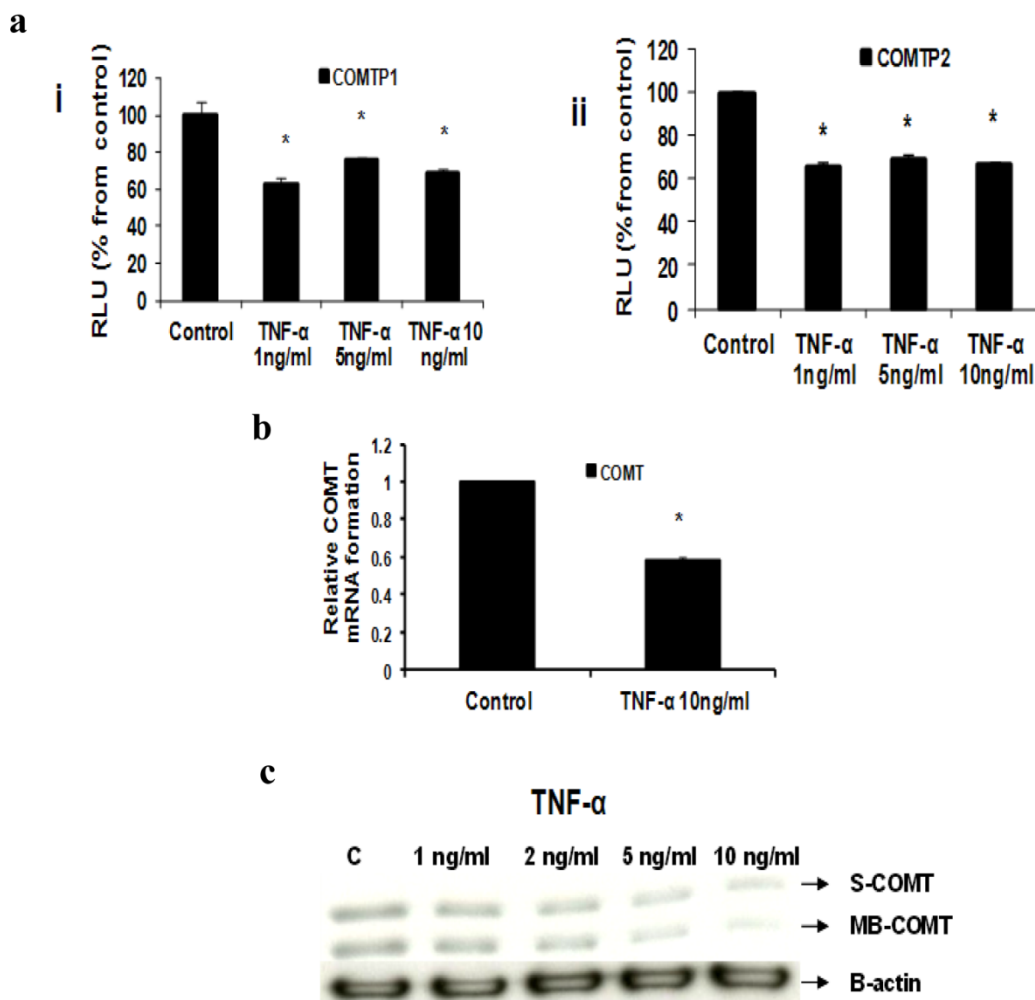 a
i
RLU (% from control)
120
100
80
60
40
20
0
COMTP1
*
*
*
Control
TNF-α
1ng/ml
TNF-α
5ng/ml
TNF-α 10
ng/ml
ii
RLU (% from control)
120
100
80
60
40
20
0
COMTP2
*
*
*
Control
TNF-α
1ng/ml
TNF-α
5ng/ml
TNF-α
10ng/ml
b
Relative COMT
mRNA formation
1.2
1
0.8
0.6
0.4
0.2
0
COMT
*
Control
TNF-α 10ng/ml
c
TNF-α
C 1 ng/ml 2 ng/ml 5 ng/ml 10 ng/ml
S-COMT
MB-COMT
B-actin